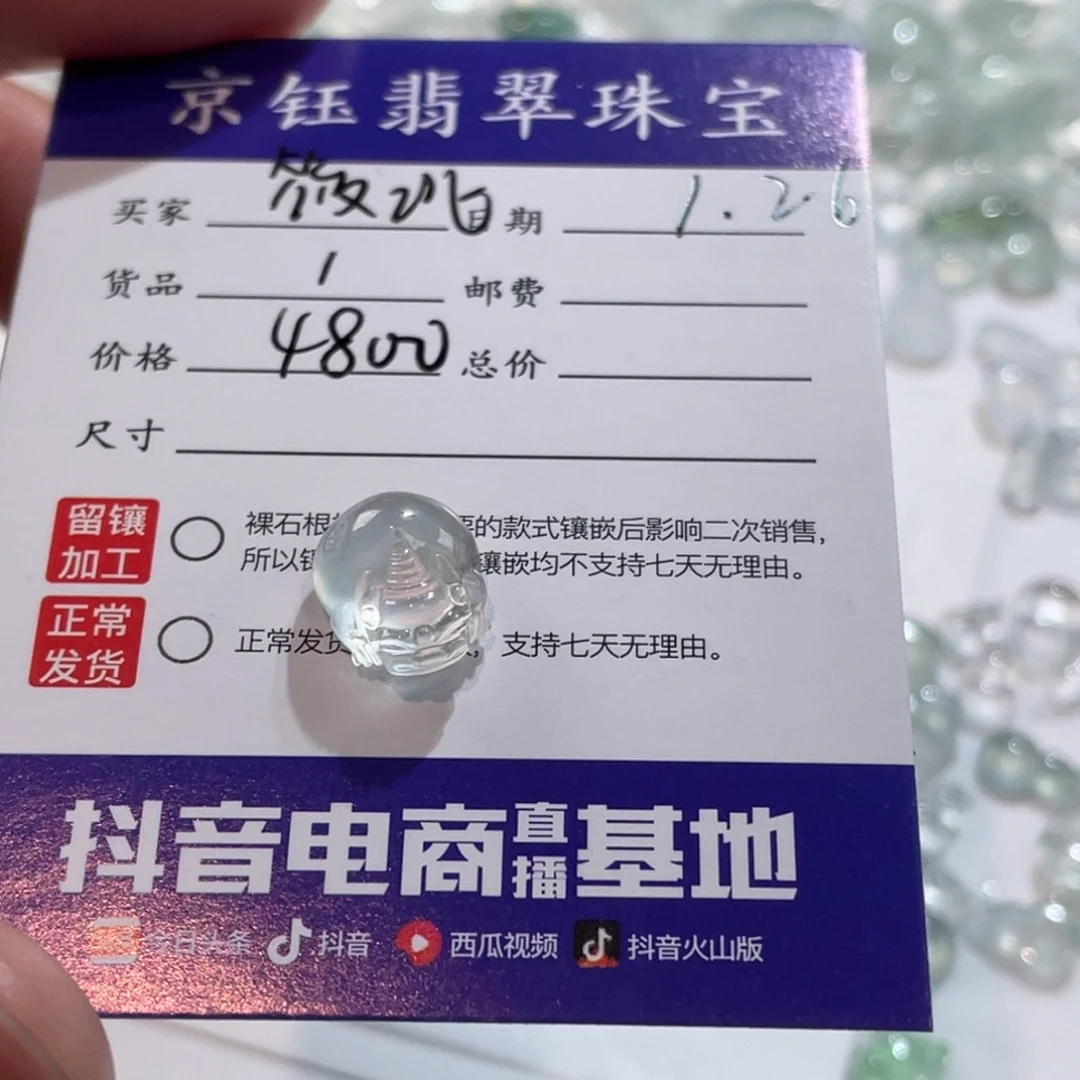 京钰翡翠珠宝
买家 日期 1.26
货品 1 邮费
价格 4800 总价
尺寸
留镶加工 裸石根 的款式镶嵌后影响二次销售，
所以 镶嵌均不支持七天无理由。
正常发货 正常发货 ，支持七天无理由。
抖音电商直播基地
今日头条 抖音 西瓜视频 抖音火山版